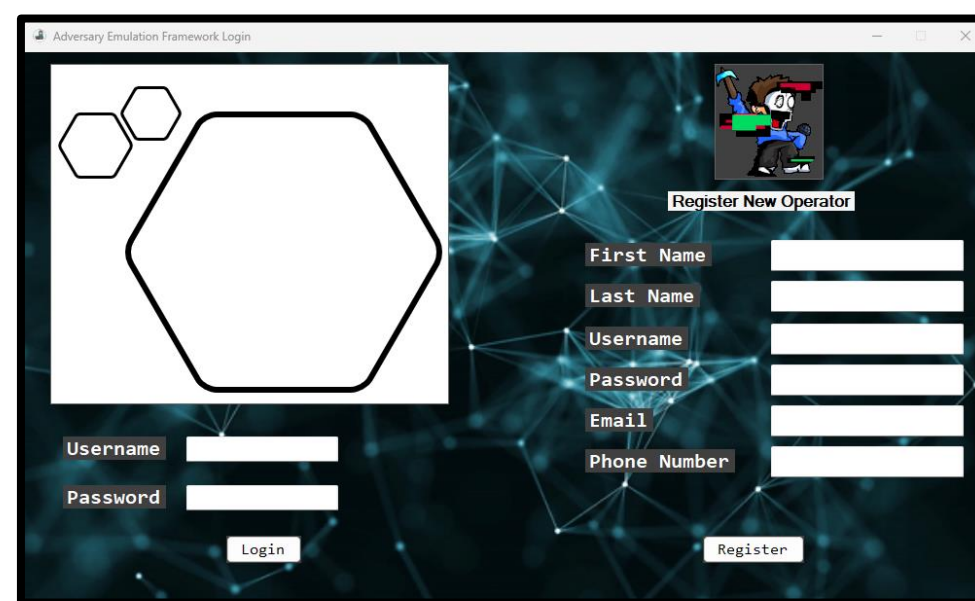 Adversary Emulation Framework Login
Register New Operator
First Name
Last Name
Username
Password
Email
Phone Number
Register
Username
Password
Login